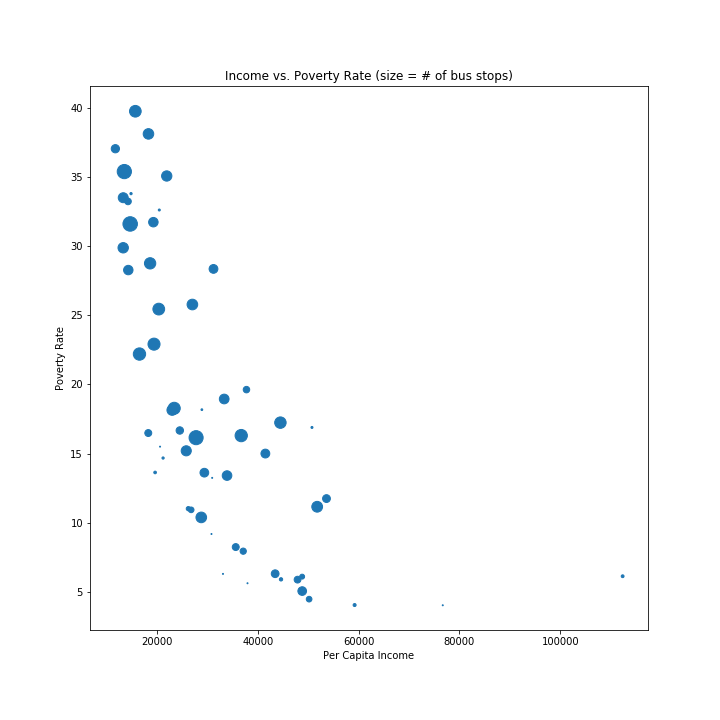 Income vs. Poverty Rate (size = # of bus stops)
40
35
30
25
20
15
10
5
Poverty Rate
20000 40000 60000 80000 100000
Per Capita Income